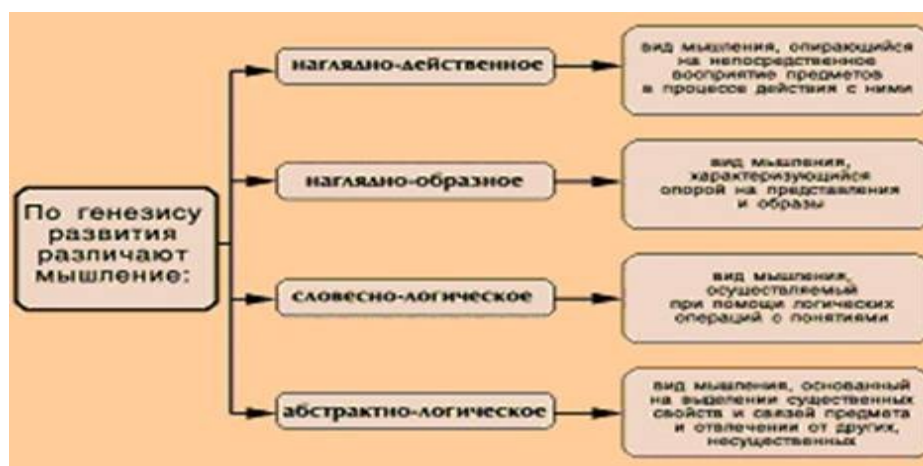 По генезису
развития
различают
мышление:
наглядно-действенное
вид мышления, опирающийся
на непосредственное
восприятие предметов
в процессе действия с ними
наглядно-образное
вид мышления,
характеризующийся
опорой на представления
и образы
словесно-логическое
вид мышления,
осуществляемый
при помощи логических
операций с понятиями
абстрактно-логическое
вид мышления, основанный
на выделении существенных
свойств и связей предмета
и отвлечении от других,
несущественных